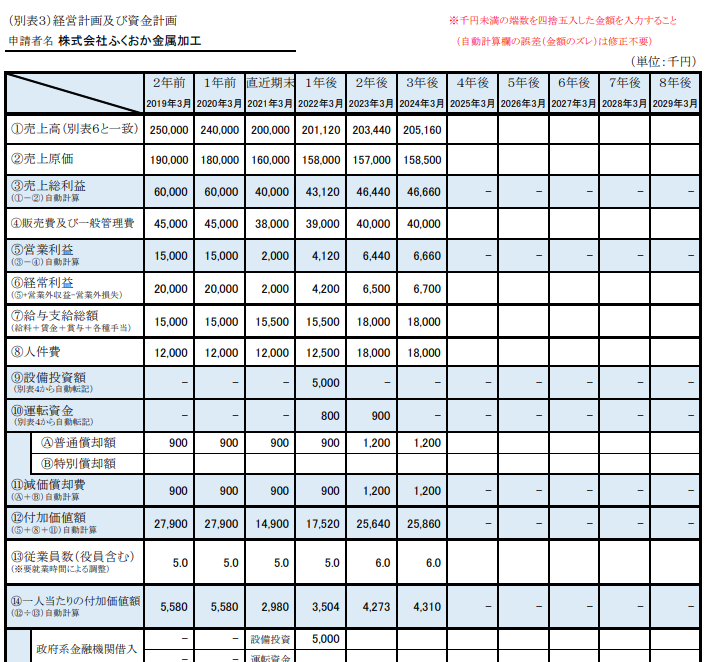 (別表3)経営計画及び資金計画
※千円未満の端数を四捨五入した金額を入力すること
申請者名 株式会社ふくおか金属加工
(自動計算欄の誤差(金額のズレ)は修正不要)
(単位:千円)
2年前 1年前 直近期末 1年後 2年後 3年後 4年後 5年後 6年後 7年後 8年後
2019年3月 2020年3月 2021年3月 2022年3月 2023年3月 2024年3月 2025年3月 2026年3月 2027年3月 2028年3月 2029年3月
①売上高(別表6と一致) 250,000 240,000 200,000 201,120 203,440 205,160
②売上原価 190,000 180,000 160,000 158,000 157,000 158,500
③売上総利益 60,000 60,000 40,000 43,120 46,440 46,660 － － － － －
(①－②)自動計算
④販売費及び一般管理費 45,000 45,000 38,000 39,000 40,000 40,000
⑤営業利益 15,000 15,000 2,000 4,120 6,440 6,660 － － － － －
(③－④)自動計算
⑥経常利益 20,000 20,000 2,000 4,200 6,500 6,700
(⑤+営業外収益-営業外損失)
⑦給与支給総額 15,000 15,000 15,500 15,500 18,000 18,000
(給料＋賃金＋賞与＋各種手当)
⑧人件費 12,000 12,000 12,000 12,500 18,000 18,000
⑨設備投資額 － － － 5,000 － － － － － － －
(別表4から自動転記)
⑩運転資金 － － － 800 900 － － － － － －
(別表4から自動転記)
Ⓐ普通償却額 900 900 900 900 1,200 1,200
Ⓑ特別償却額
⑪減価償却費 900 900 900 900 1,200 1,200 － － － － －
(Ⓐ＋Ⓑ)自動計算
⑫付加価値額 27,900 27,900 14,900 17,520 25,640 25,860 － － － － －
(⑤＋⑧＋⑪)自動計算
⑬従業員数(役員含む) 5.0 5.0 5.0 5.0 6.0 6.0
(※要就業時間による調整)
⑭一人当たりの付加価値額 5,580 5,580 2,980 3,504 4,273 4,310 － － － － －
(⑫÷⑬)自動計算
政府系金融機関借入 － － 設備投資 5,000
－ － 運転資金